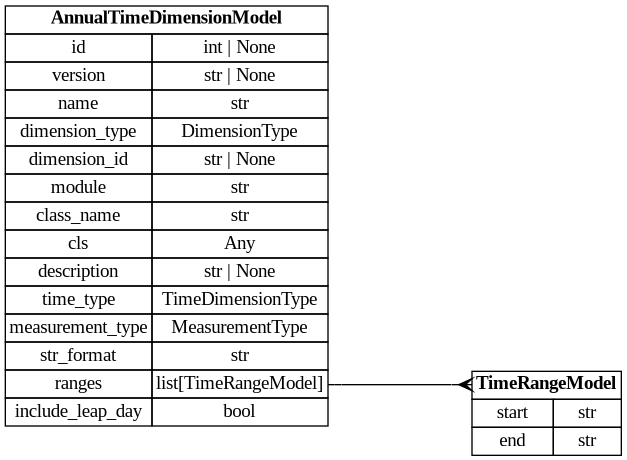 AnnualTimeDimensionModel
id int | None
version str | None
name str
dimension_type DimensionType
dimension_id str | None
module str
class_name str
cls Any
description str | None
time_type TimeDimensionType
measurement_type MeasurementType
str_format str
ranges list[TimeRangeModel]
include_leap_day bool
TimeRangeModel
start str
end str